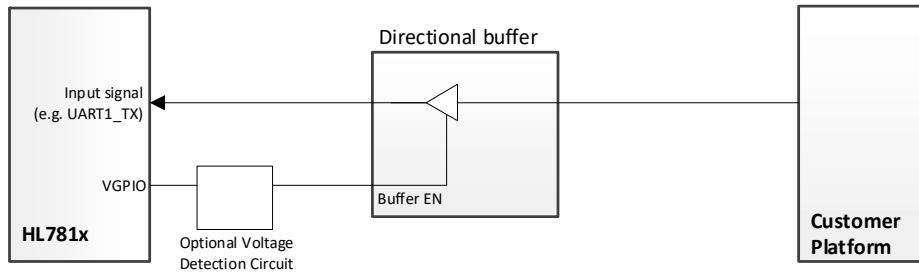 Directional buffer
Input signal
(e.g. UART1_TX)
VGPIO
Buffer EN
HL781x
Optional Voltage
Detection Circuit
Customer
Platform